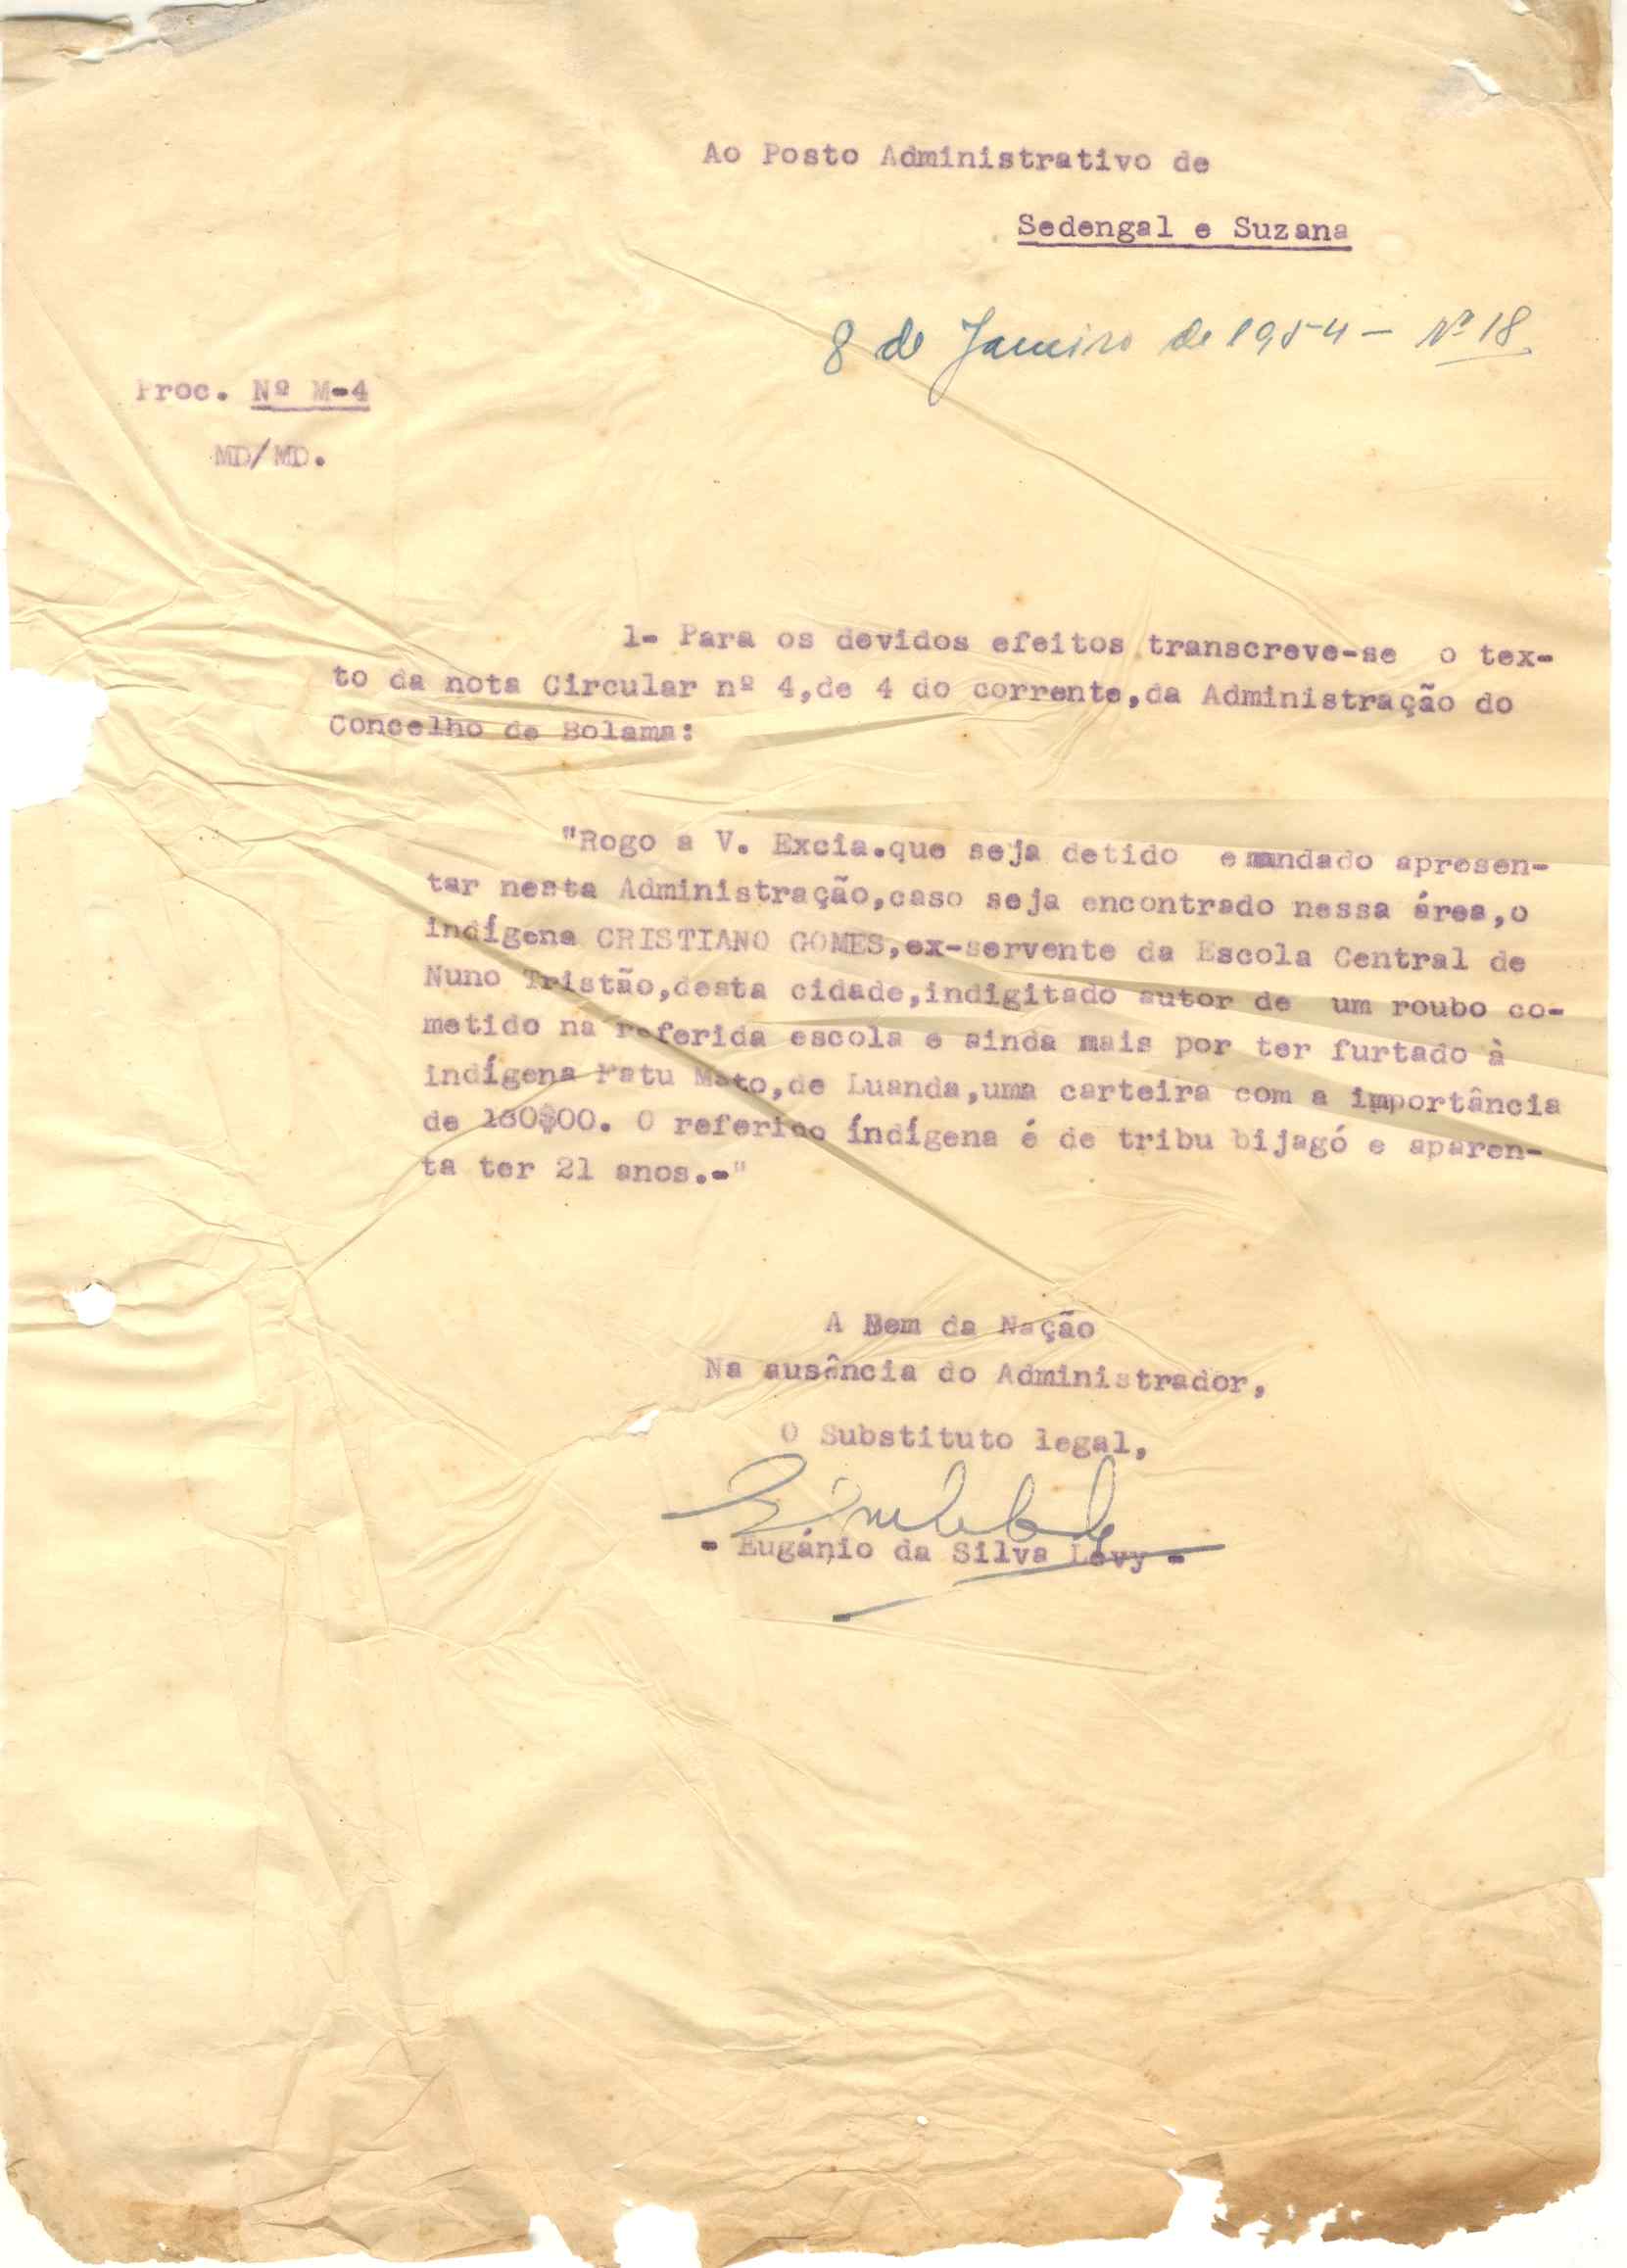 Ao Posto Administrativo de
Sedengal e Suzana
8 de Janeiro de 1954 - Nº 18
Proc. Nº M-4
MD/MD.
1- Para os devidos efeitos transcreve-se o tex-
to da nota Circular nº 4,de 4 do corrente,da Administração do
Concelho de Bolama:
"Rogo a V. Excia.que seja detido e mandado apresen-
tar nesta Administração,caso seja encontrado nessa área,o
indígena CRISTIANO GOMES,ex-servente da Escola Central de
Nuno Tristão,desta cidade,indigitado autor de um roubo co-
metido na referida escola e ainda mais por ter furtado à
indígena Fatu Mato,de Luanda,uma carteira com a importância
de 160$00. O referido índígena é de tribu bijagó e aparen-
ta ter 21 anos.-"
A Bem da Nação
Na ausência do Administrador,
O Substituto legal,
- Eugánio da Silva Levy -